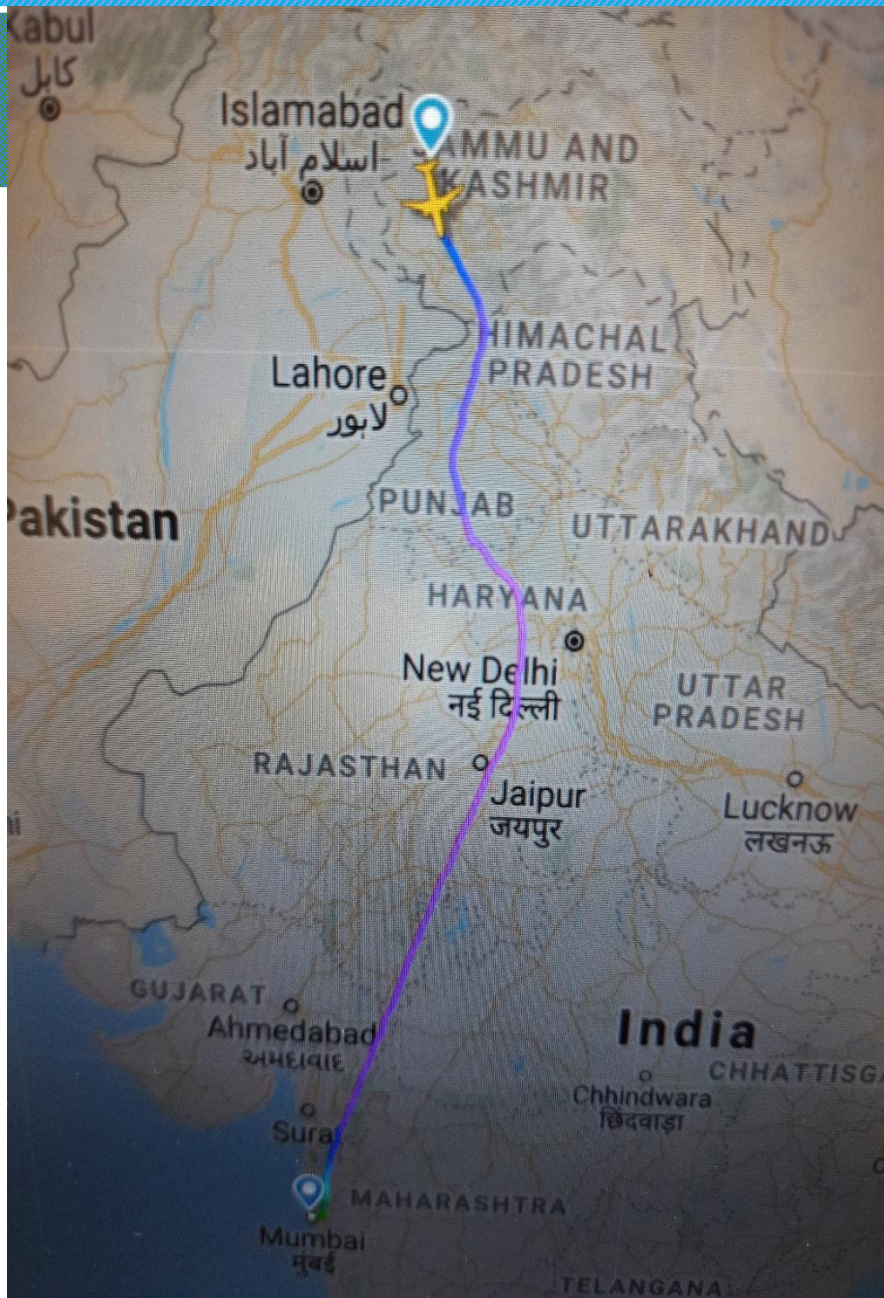 Kabul
کابل
Islamabad
اسلام آباد
JAMMU AND
KASHMIR
HIMACHAL
PRADESH
Lahore
لاہور
PUNJAB
Pakistan
UTTARAKHAND
HARYANA
New Delhi
नई दिल्ली
UTTAR
PRADESH
RAJASTHAN
Jaipur
जयपुर
Lucknow
लखनऊ
GUJARAT
Ahmedabad
અમદાવાદ
India
CHHATTISGA
Chhindwara
छिंदवाड़ा
Surat
MAHARASHTRA
Mumbai
मुंबई
TELANGANA